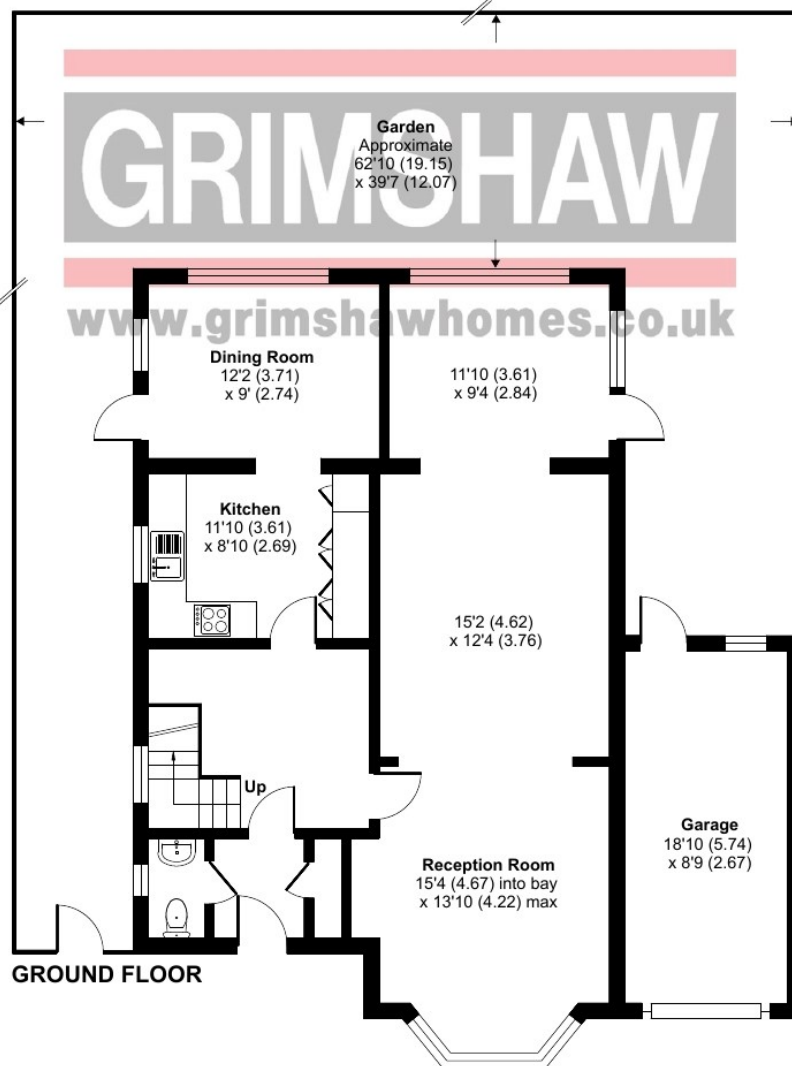 GRIMSHAW
www.grimshawhomes.co.uk
Garden
Approximate
62'10 (19.15)
x 39'7 (12.07)
Dining Room
12'2 (3.71)
x 9' (2.74)
11'10 (3.61)
x 9'4 (2.84)
Kitchen
11'10 (3.61)
x 8'10 (2.69)
15'2 (4.62)
x 12'4 (3.76)
Up
Garage
18'10 (5.74)
x 8'9 (2.67)
Reception Room
15'4 (4.67) into bay
x 13'10 (4.22) max
GROUND FLOOR